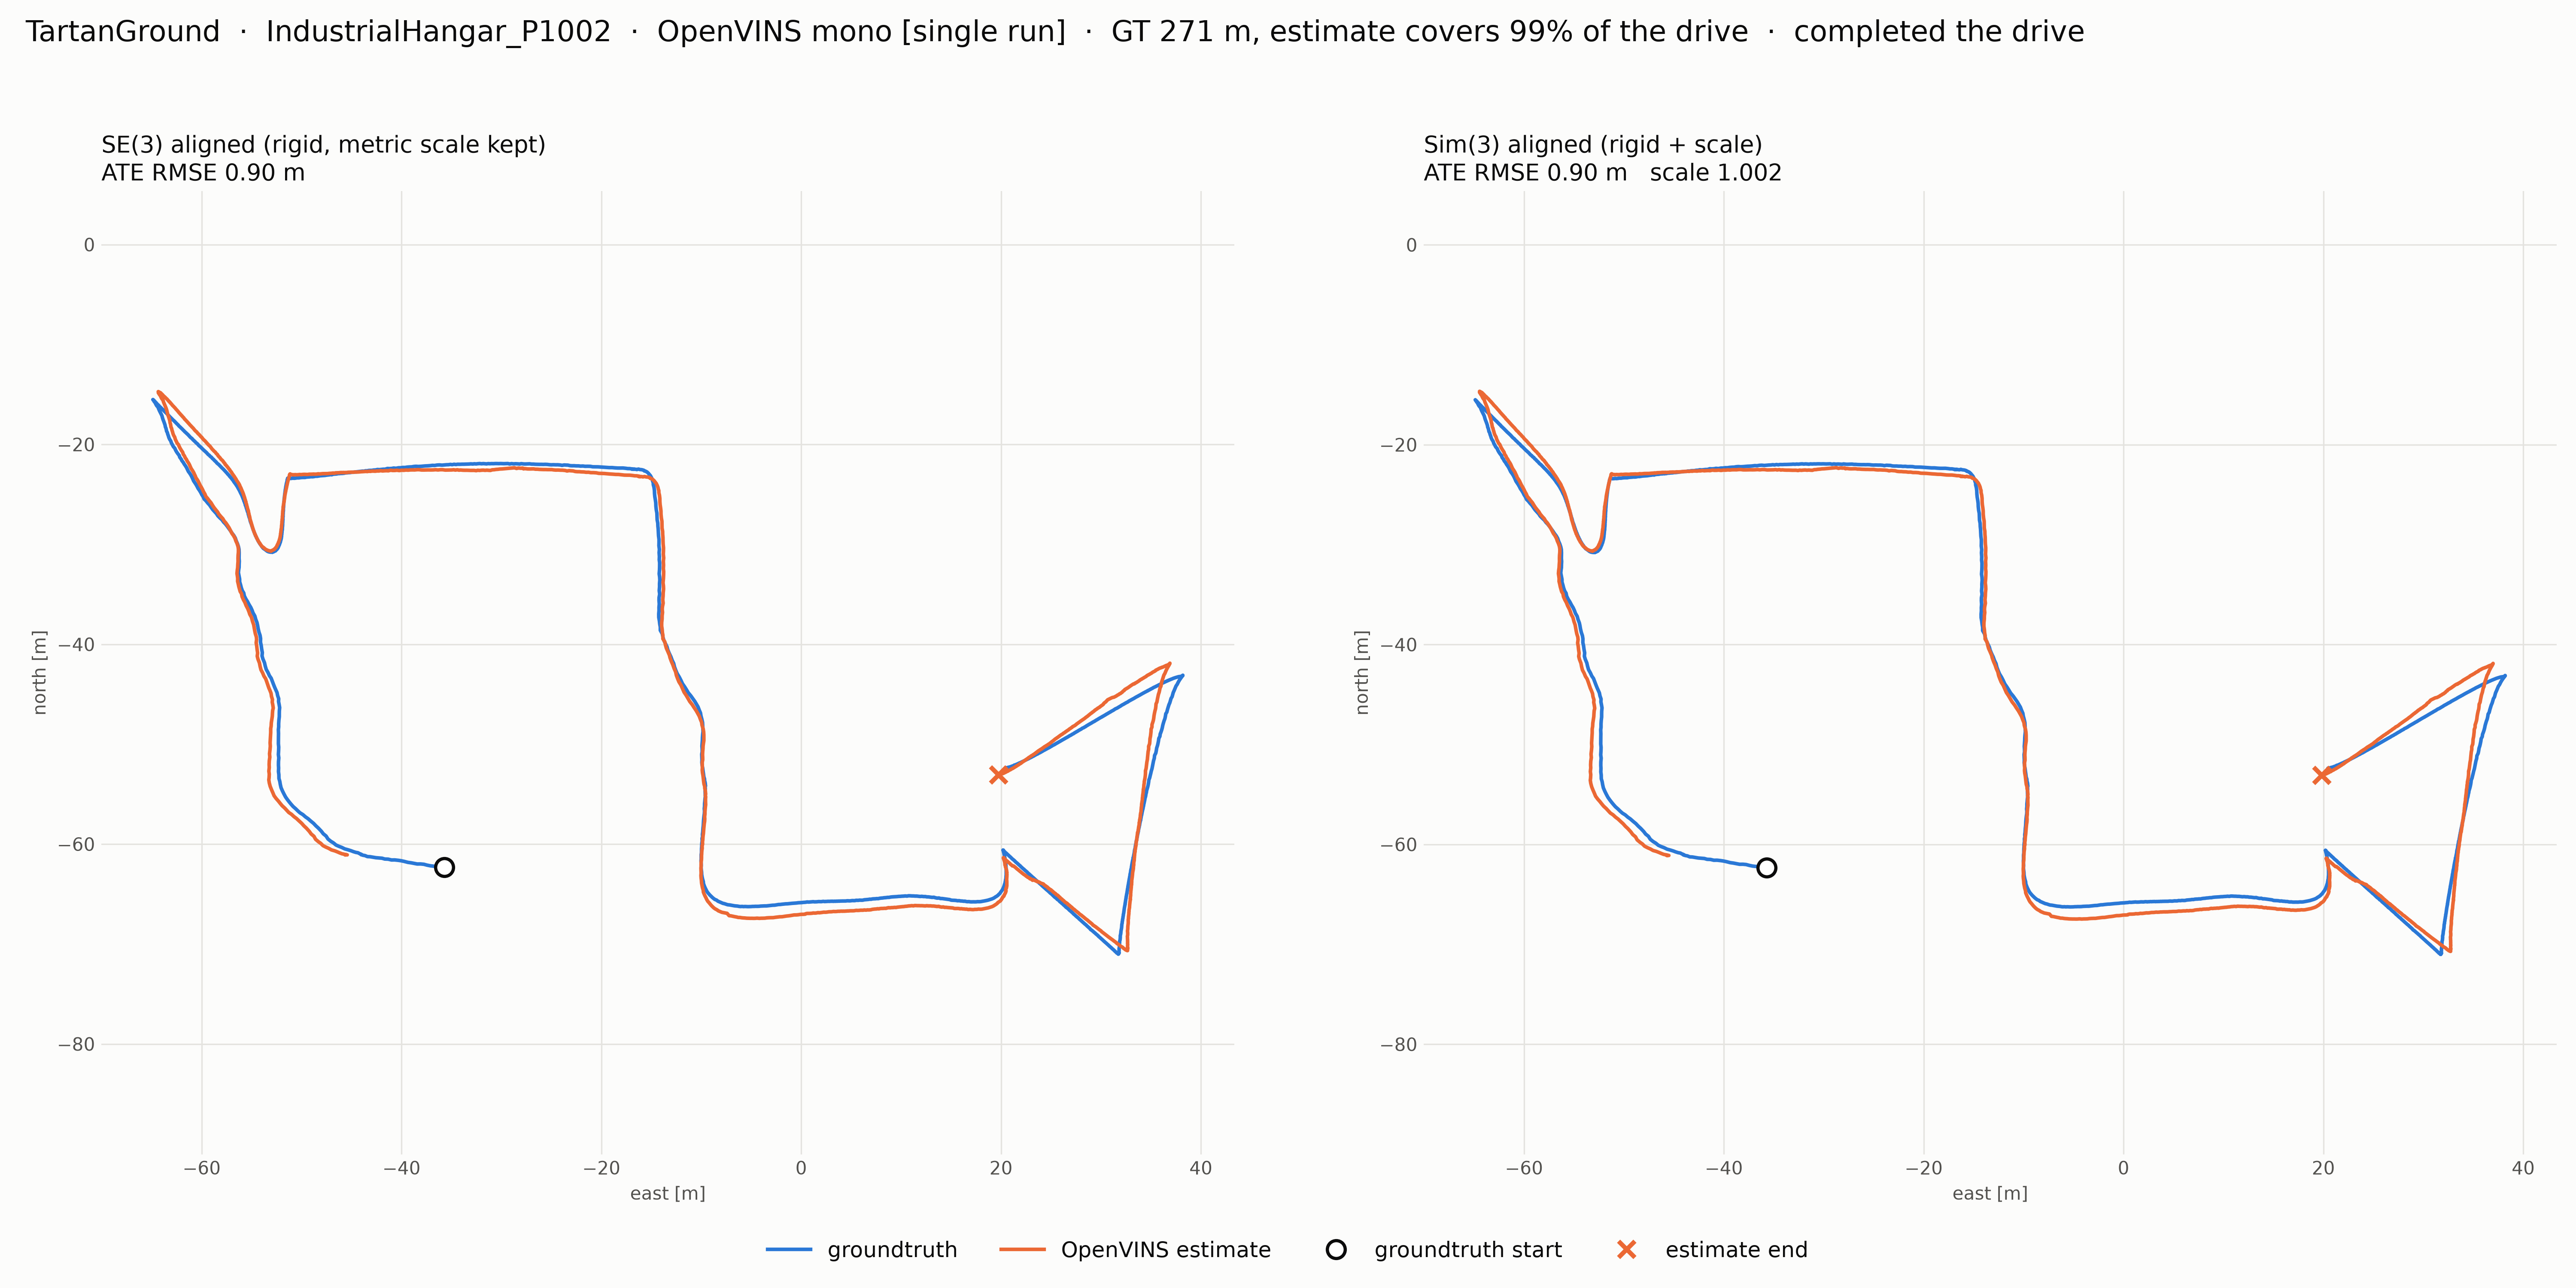 TartanGround · IndustrialHangar_P1002 · OpenVINS mono [single run] · GT 271 m, estimate covers 99% of the drive · completed the drive
SE(3) aligned (rigid, metric scale kept)
ATE RMSE 0.90 m
0
−20
−40
−60
−80
north [m]
−60
−40
−20
0
20
40
east [m]
Sim(3) aligned (rigid + scale)
ATE RMSE 0.90 m   scale 1.002
0
−20
−40
−60
−80
north [m]
−60
−40
−20
0
20
40
east [m]
groundtruth
OpenVINS estimate
groundtruth start
estimate end